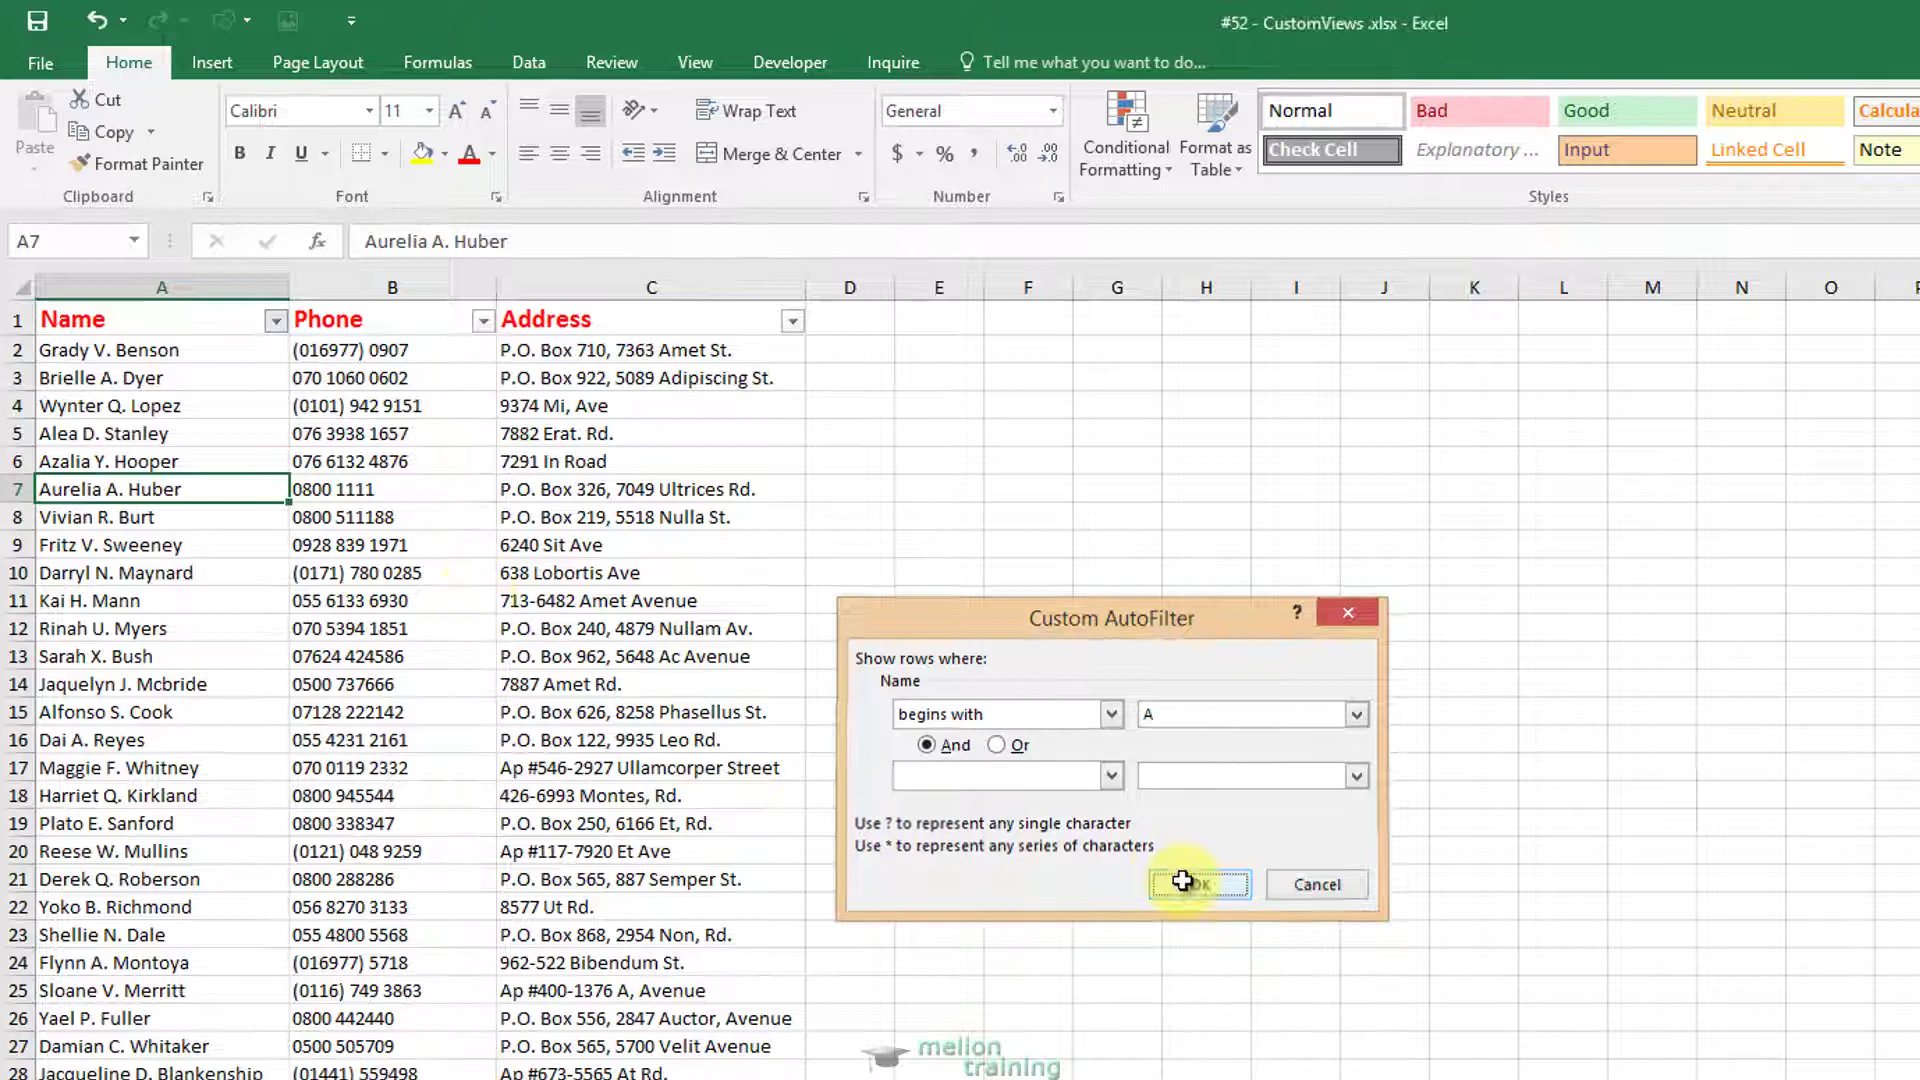 #52 - CustomViews .xlsx - Excel
File Home Insert Page Layout Formulas Data Review View Developer Inquire Tell me what you want to do...
Paste
Cut
Copy
Format Painter
Clipboard
Calibri 11
B I U
Font
Wrap Text
Merge & Center
Alignment
General
$ %
Number
Conditional Formatting
Format as Table
Normal Bad Good Neutral Calcula
Check Cell Explanatory ... Input Linked Cell Note
Styles
A7 fx Aurelia A. Huber
A B C D E F G H I J K L M N O
1 Name Phone Address
2 Grady V. Benson (016977) 0907 P.O. Box 710, 7363 Amet St.
3 Brielle A. Dyer 070 1060 0602 P.O. Box 922, 5089 Adipiscing St.
4 Wynter Q. Lopez (0101) 942 9151 9374 Mi, Ave
5 Alea D. Stanley 076 3938 1657 7882 Erat. Rd.
6 Azalia Y. Hooper 076 6132 4876 7291 In Road
7 Aurelia A. Huber 0800 1111 P.O. Box 326, 7049 Ultrices Rd.
8 Vivian R. Burt 0800 511188 P.O. Box 219, 5518 Nulla St.
9 Fritz V. Sweeney 0928 839 1971 6240 Sit Ave
10 Darryl N. Maynard (0171) 780 0285 638 Lobortis Ave
11 Kai H. Mann 055 6133 6930 713-6482 Amet Avenue
12 Rinah U. Myers 070 5394 1851 P.O. Box 240, 4879 Nullam Av.
13 Sarah X. Bush 07624 424586 P.O. Box 962, 5648 Ac Avenue
14 Jaquelyn J. Mcbride 0500 737666 7887 Amet Rd.
15 Alfonso S. Cook 07128 222142 P.O. Box 626, 8258 Phasellus St.
16 Dai A. Reyes 055 4231 2161 P.O. Box 122, 9935 Leo Rd.
17 Maggie F. Whitney 070 0119 2332 Ap #546-2927 Ullamcorper Street
18 Harriet Q. Kirkland 0800 945544 426-6993 Montes, Rd.
19 Plato E. Sanford 0800 338347 P.O. Box 250, 6166 Et, Rd.
20 Reese W. Mullins (0121) 048 9259 Ap #117-7920 Et Ave
21 Derek Q. Roberson 0800 288286 P.O. Box 565, 887 Semper St.
22 Yoko B. Richmond 056 8270 3133 8577 Ut Rd.
23 Shellie N. Dale 055 4800 5568 P.O. Box 868, 2954 Non, Rd.
24 Flynn A. Montoya (016977) 5718 962-522 Bibendum St.
25 Sloane V. Merritt (0116) 749 3863 Ap #400-1376 A, Avenue
26 Yael P. Fuller 0800 442440 P.O. Box 556, 2847 Auctor, Avenue
27 Damian C. Whitaker 0500 505709 P.O. Box 565, 5700 Velit Avenue
28 Jacqueline D. Blankenship (01441) 559498 Ap #673-5565 At Rd.
Custom AutoFilter ?
Show rows where:
Name
begins with A
And Or
Use ? to represent any single character
Use * to represent any series of characters
OK Cancel
mellon
training